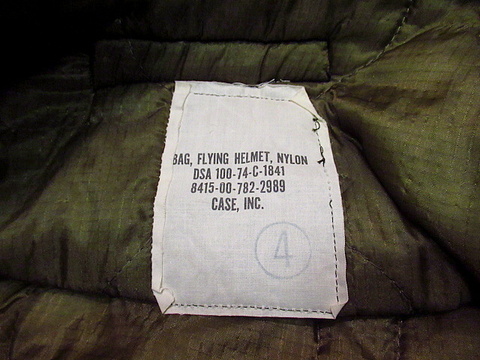 BAG, FLYING HELMET, NYLON
DSA 100-74-C-1841
8415-00-782-2989
CASE, INC.
4